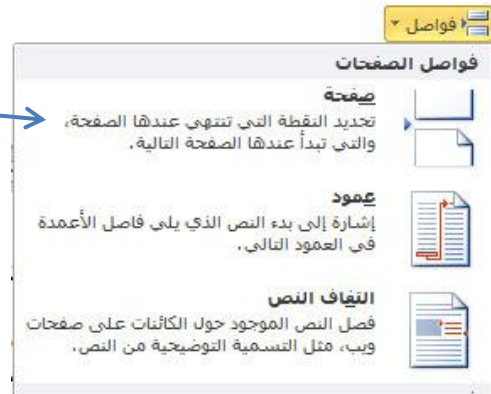 فواصل
فواصل الصفحات
صفحة
تحديد النقطة التي تنتهي عندها الصفحة،
والتي تبدأ عندها الصفحة التالية.
عمود
إشارة إلى بدء النص الذي يلي فاصل الأعمدة
في العمود التالي.
التفاف النص
فصل النص الموجود حول الكائنات على صفحات
ويب، مثل التسمية التوضيحية من النص.